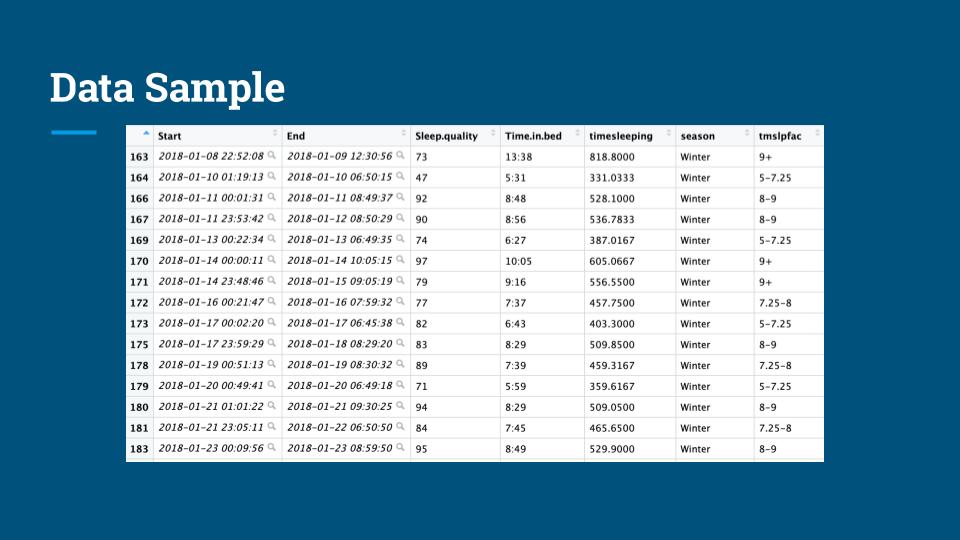 Data Sample
Start End Sleep.quality Time.in.bed timesleeping season tmslpfac
163 2018-01-08 22:52:08 2018-01-09 12:30:56 73 13:38 818.8000 Winter 9+
164 2018-01-10 01:19:13 2018-01-10 06:50:15 47 5:31 331.0333 Winter 5-7.25
166 2018-01-11 00:01:31 2018-01-11 08:49:37 92 8:48 528.1000 Winter 8-9
167 2018-01-11 23:53:42 2018-01-12 08:50:29 90 8:56 536.7833 Winter 8-9
169 2018-01-13 00:22:34 2018-01-13 06:49:35 74 6:27 387.0167 Winter 5-7.25
170 2018-01-14 00:00:11 2018-01-14 10:05:15 97 10:05 605.0667 Winter 9+
171 2018-01-14 23:48:46 2018-01-15 09:05:19 79 9:16 556.5500 Winter 9+
172 2018-01-16 00:21:47 2018-01-16 07:59:32 77 7:37 457.7500 Winter 7.25-8
173 2018-01-17 00:02:20 2018-01-17 06:45:38 82 6:43 403.3000 Winter 5-7.25
175 2018-01-17 23:59:29 2018-01-18 08:29:20 83 8:29 509.8500 Winter 8-9
178 2018-01-19 00:51:13 2018-01-19 08:30:32 89 7:39 459.3167 Winter 7.25-8
179 2018-01-20 00:49:41 2018-01-20 06:49:18 71 5:59 359.6167 Winter 5-7.25
180 2018-01-21 01:01:22 2018-01-21 09:30:25 94 8:29 509.0500 Winter 8-9
181 2018-01-21 23:05:11 2018-01-22 06:50:50 84 7:45 465.6500 Winter 7.25-8
183 2018-01-23 00:09:56 2018-01-23 08:59:50 95 8:49 529.9000 Winter 8-9